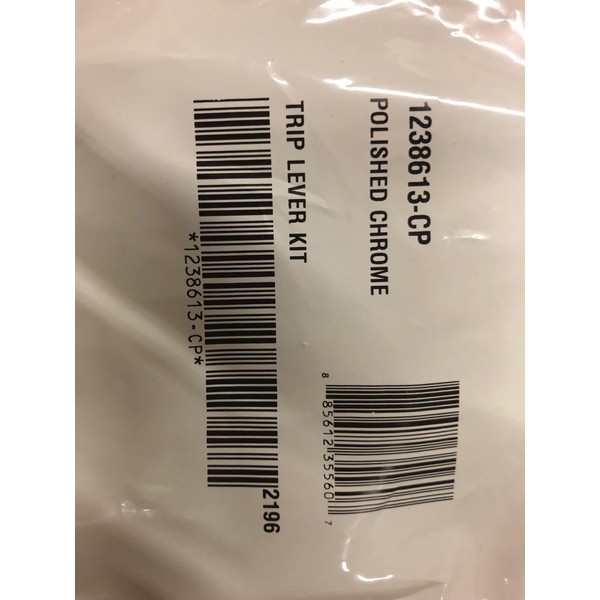 1238613-CP
POLISHED CHROME
8 85612 35560 7
TRIP LEVER KIT
*1238613-CP*
2196